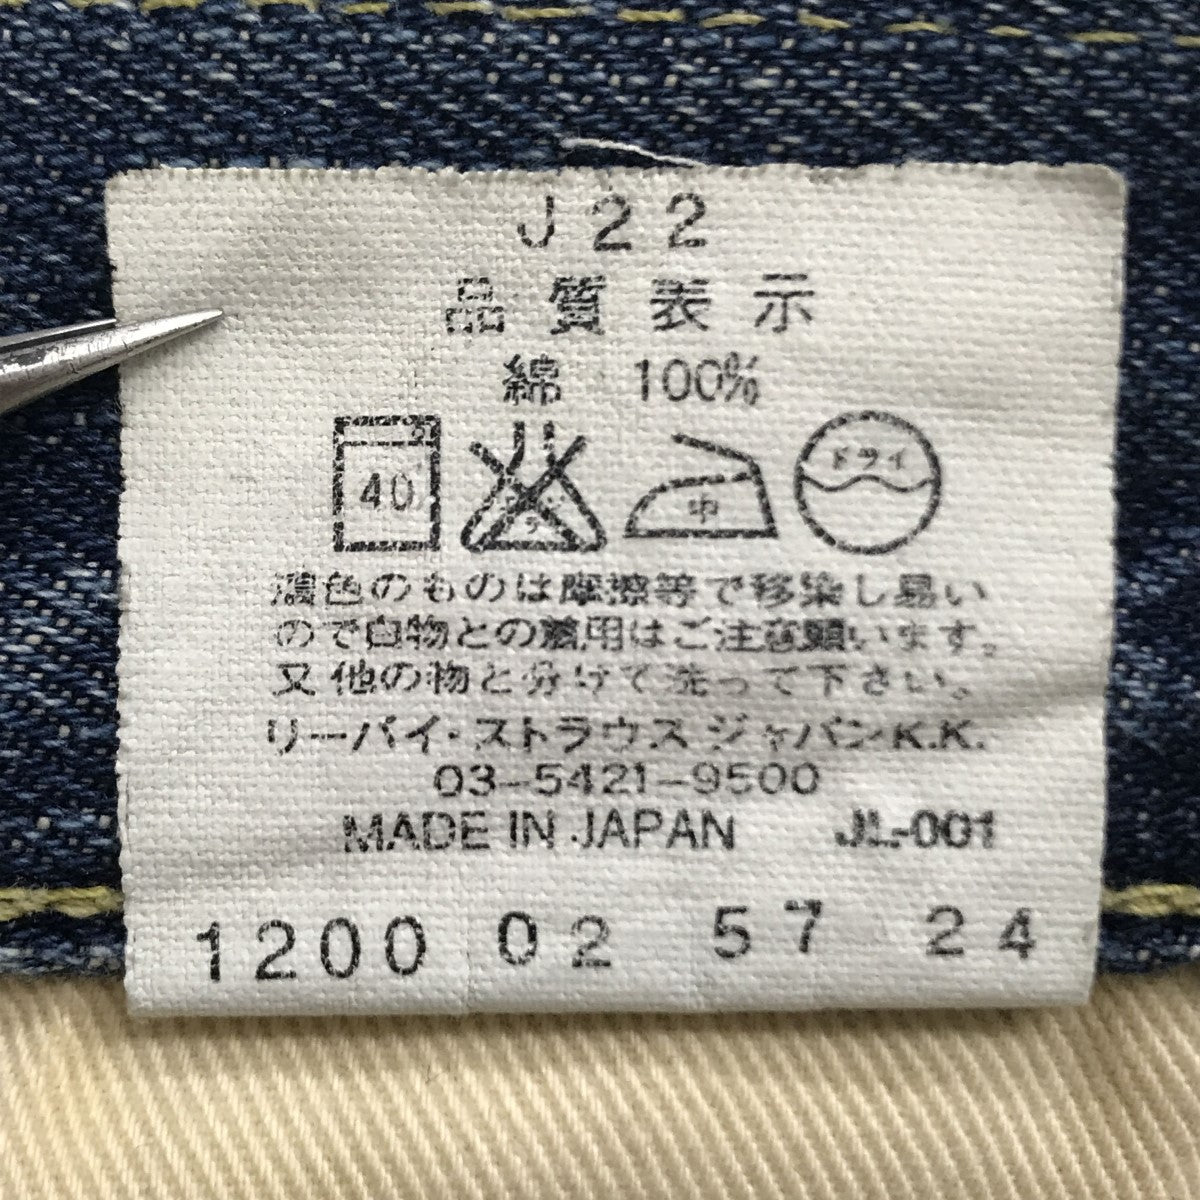 J22
品質表示
綿 100%
40 中 ドライ
濃色のものは摩擦等で移染し易い
ので白物との着用はご注意願います。
又他の物と分けて洗って下さい。
リーバイ・ストラウス ジャパンK.K.
03-5421-9500
MADE IN JAPAN JL-001
1200 02 57 24